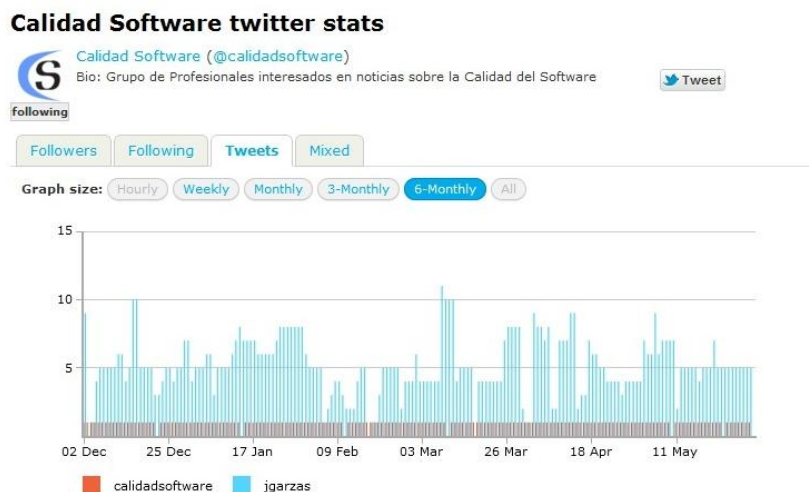 Calidad Software twitter stats
Calidad Software (@calidadsoftware)
Bio: Grupo de Profesionales interesados en noticias sobre la Calidad del Software
Tweet
S
following
Followers Following Tweets Mixed
Graph size: Hourly Weekly Monthly 3-Monthly 6-Monthly All
15
10
5
02 Dec 25 Dec 17 Jan 09 Feb 03 Mar 26 Mar 18 Apr 11 May
calidadsoftware jgarzas